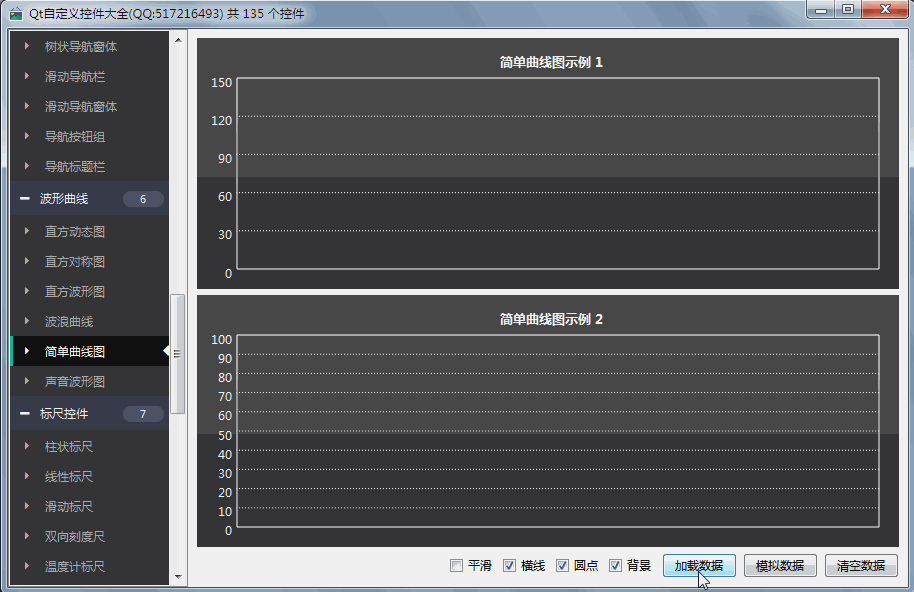 Qt自定义控件大全(QQ:517216493) 共 135 个控件
树状导航窗体
滑动导航栏
滑动导航窗体
导航按钮组
导航标题栏
波形曲线 6
直方动态图
直方对称图
直方波形图
波浪曲线
简单曲线图
声音波形图
标尺控件 7
柱状标尺
线性标尺
滑动标尺
双向刻度尺
温度计标尺
简单曲线图示例 1
150
120
90
60
30
0
简单曲线图示例 2
100
90
80
70
60
50
40
30
20
10
0
平滑 横线 圆点 背景 加载数据 模拟数据 清空数据